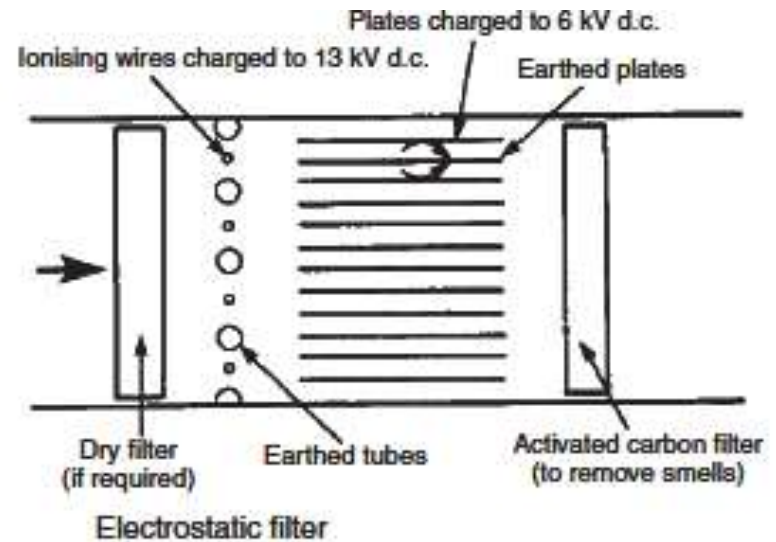 Plates charged to 6 kV d.c.
Ionising wires charged to 13 kV d.c.
Earthed plates
Dry filter
(if required)
Earthed tubes
Activated carbon filter
(to remove smells)
Electrostatic filter